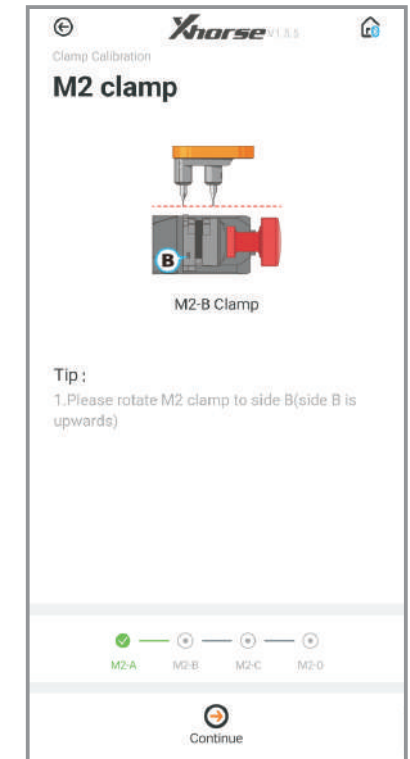 Xhorse V1.5.5
Clamp Calibration
M2 clamp
B
M2-B Clamp
Tip :
1.Please rotate M2 clamp to side B(side B is
upwards)
M2-A M2-B M2-C M2-D
Continue